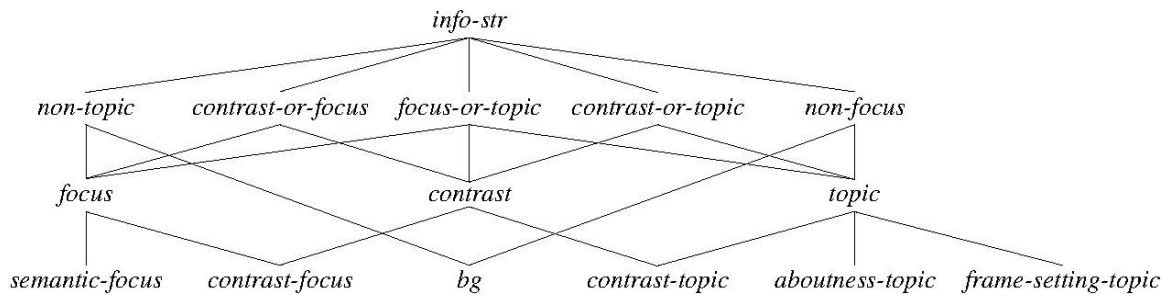 info-str
non-topic contrast-or-focus focus-or-topic contrast-or-topic non-focus
focus contrast topic
semantic-focus contrast-focus bg contrast-topic aboutness-topic frame-setting-topic